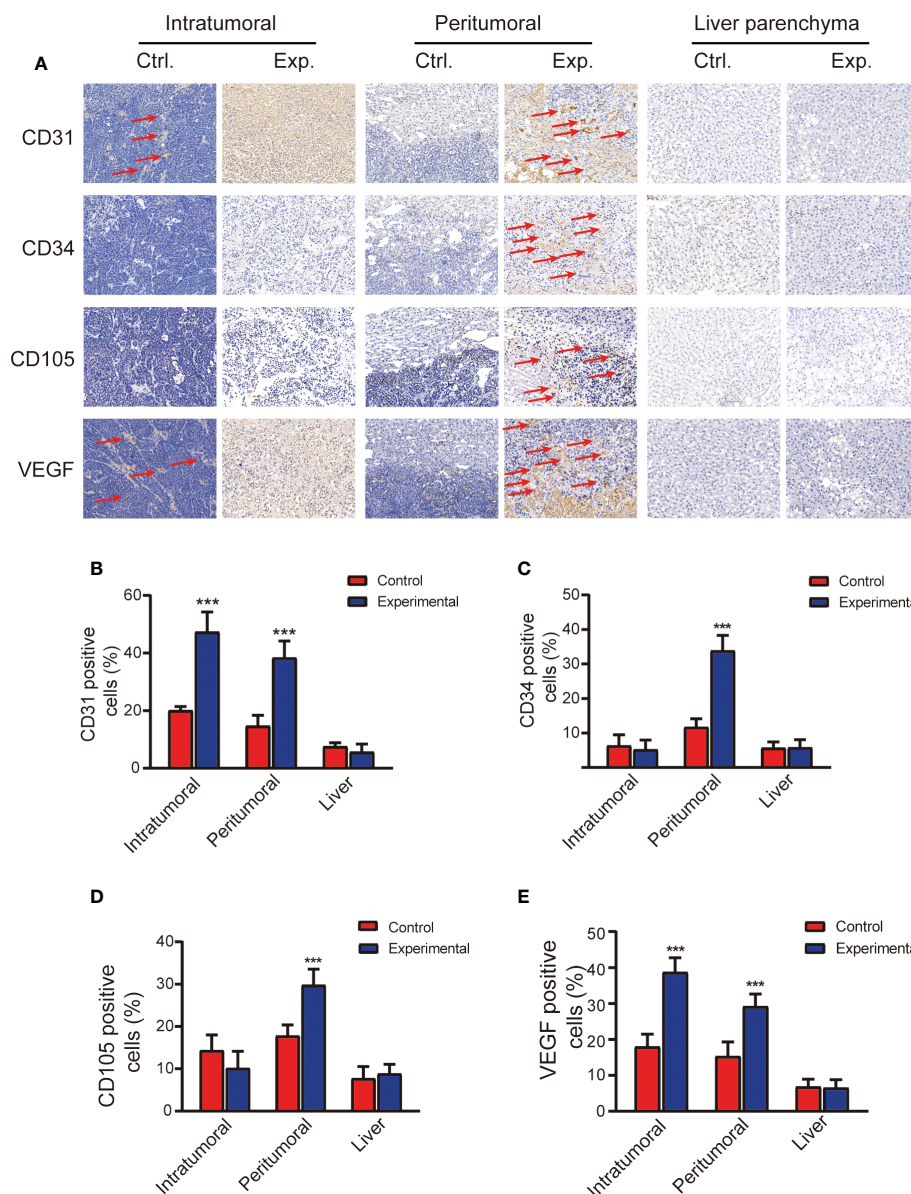 Intratumoral Peritumoral Liver parenchyma
A Ctrl. Exp. Ctrl. Exp. Ctrl. Exp.
CD31
CD34
CD105
VEGF
B
Control
Experimental
CD31 positive
cells (%)
60
40
20
0
***
***
Intratumoral
Peritumoral
Liver
C
Control
Experimenta
CD34 positive
cells (%)
50
40
30
20
10
***
Intratumoral
Peritumoral
Liver
D
Control
Experimental
CD105 positive
cells (%)
40
30
20
10
0
***
Intratumoral
Peritumoral
Liver
E
Control
Experimenta
VEGF positive
cells (%)
50
40
30
20
10
0
***
***
Intratumoral
Peritumoral
Liver